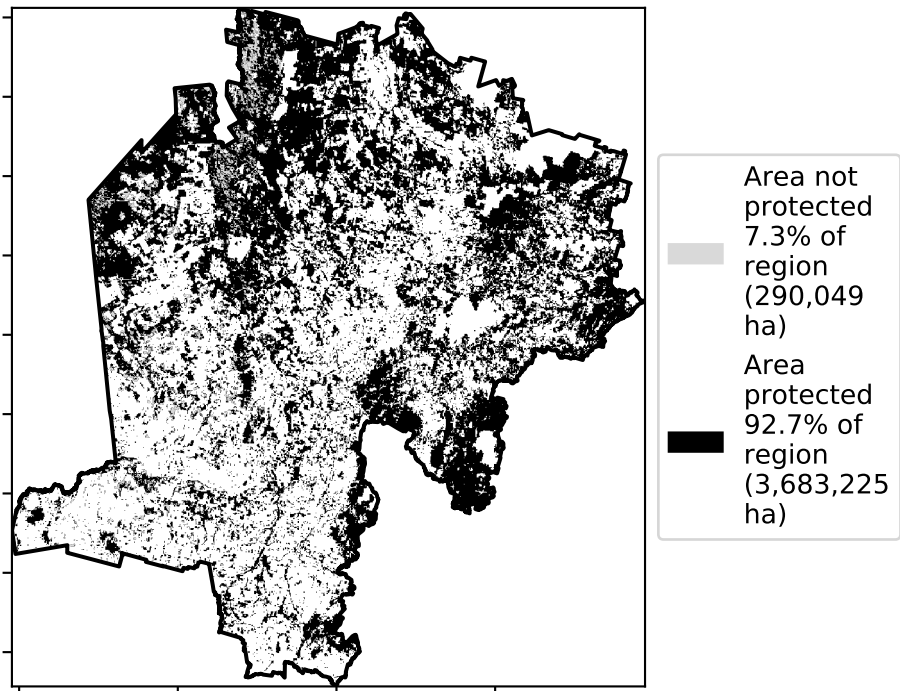 Area not
protected
7.3% of
region
(290,049
ha)
Area
protected
92.7% of
region
(3,683,225
ha)